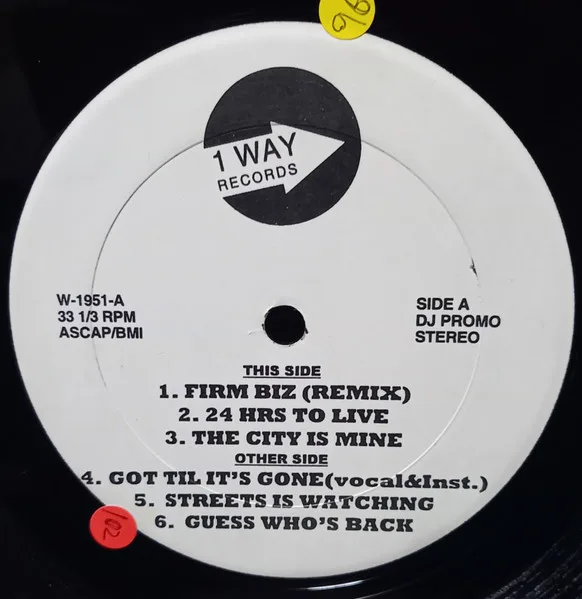 96
1 WAY
RECORDS
W-1951-A
33 1/3 RPM
ASCAP/BMI
SIDE A
DJ PROMO
STEREO
THIS SIDE
1. FIRM BIZ (REMIX)
2. 24 HRS TO LIVE
3. THE CITY IS MINE
OTHER SIDE
4. GOT TIL IT'S GONE(vocal&Inst.)
5. STREETS IS WATCHING
6. GUESS WHO'S BACK
102